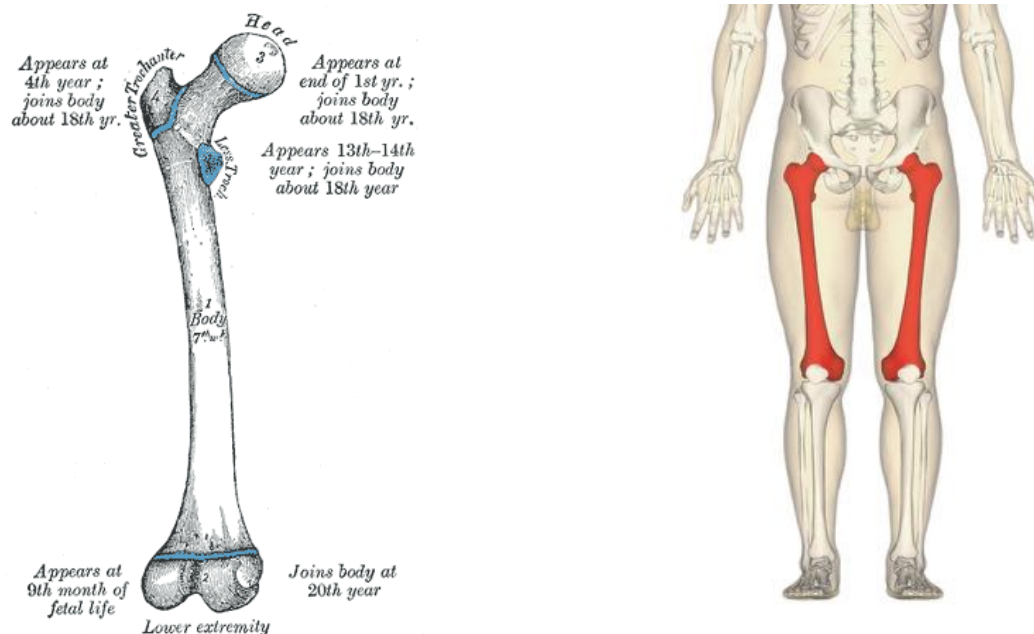 Head
3
Appears at
4th year ;
joins body
about 18th yr.
Greater Trochanter
4
Appears at
end of 1st yr. ;
joins body
about 18th yr.
Less. Troch
Appears 13th–14th
year ; joins body
about 18th year
1
Body
7th wk.
Appears at
9th month of
fetal life
2
Joins body at
20th year
Lower extremity